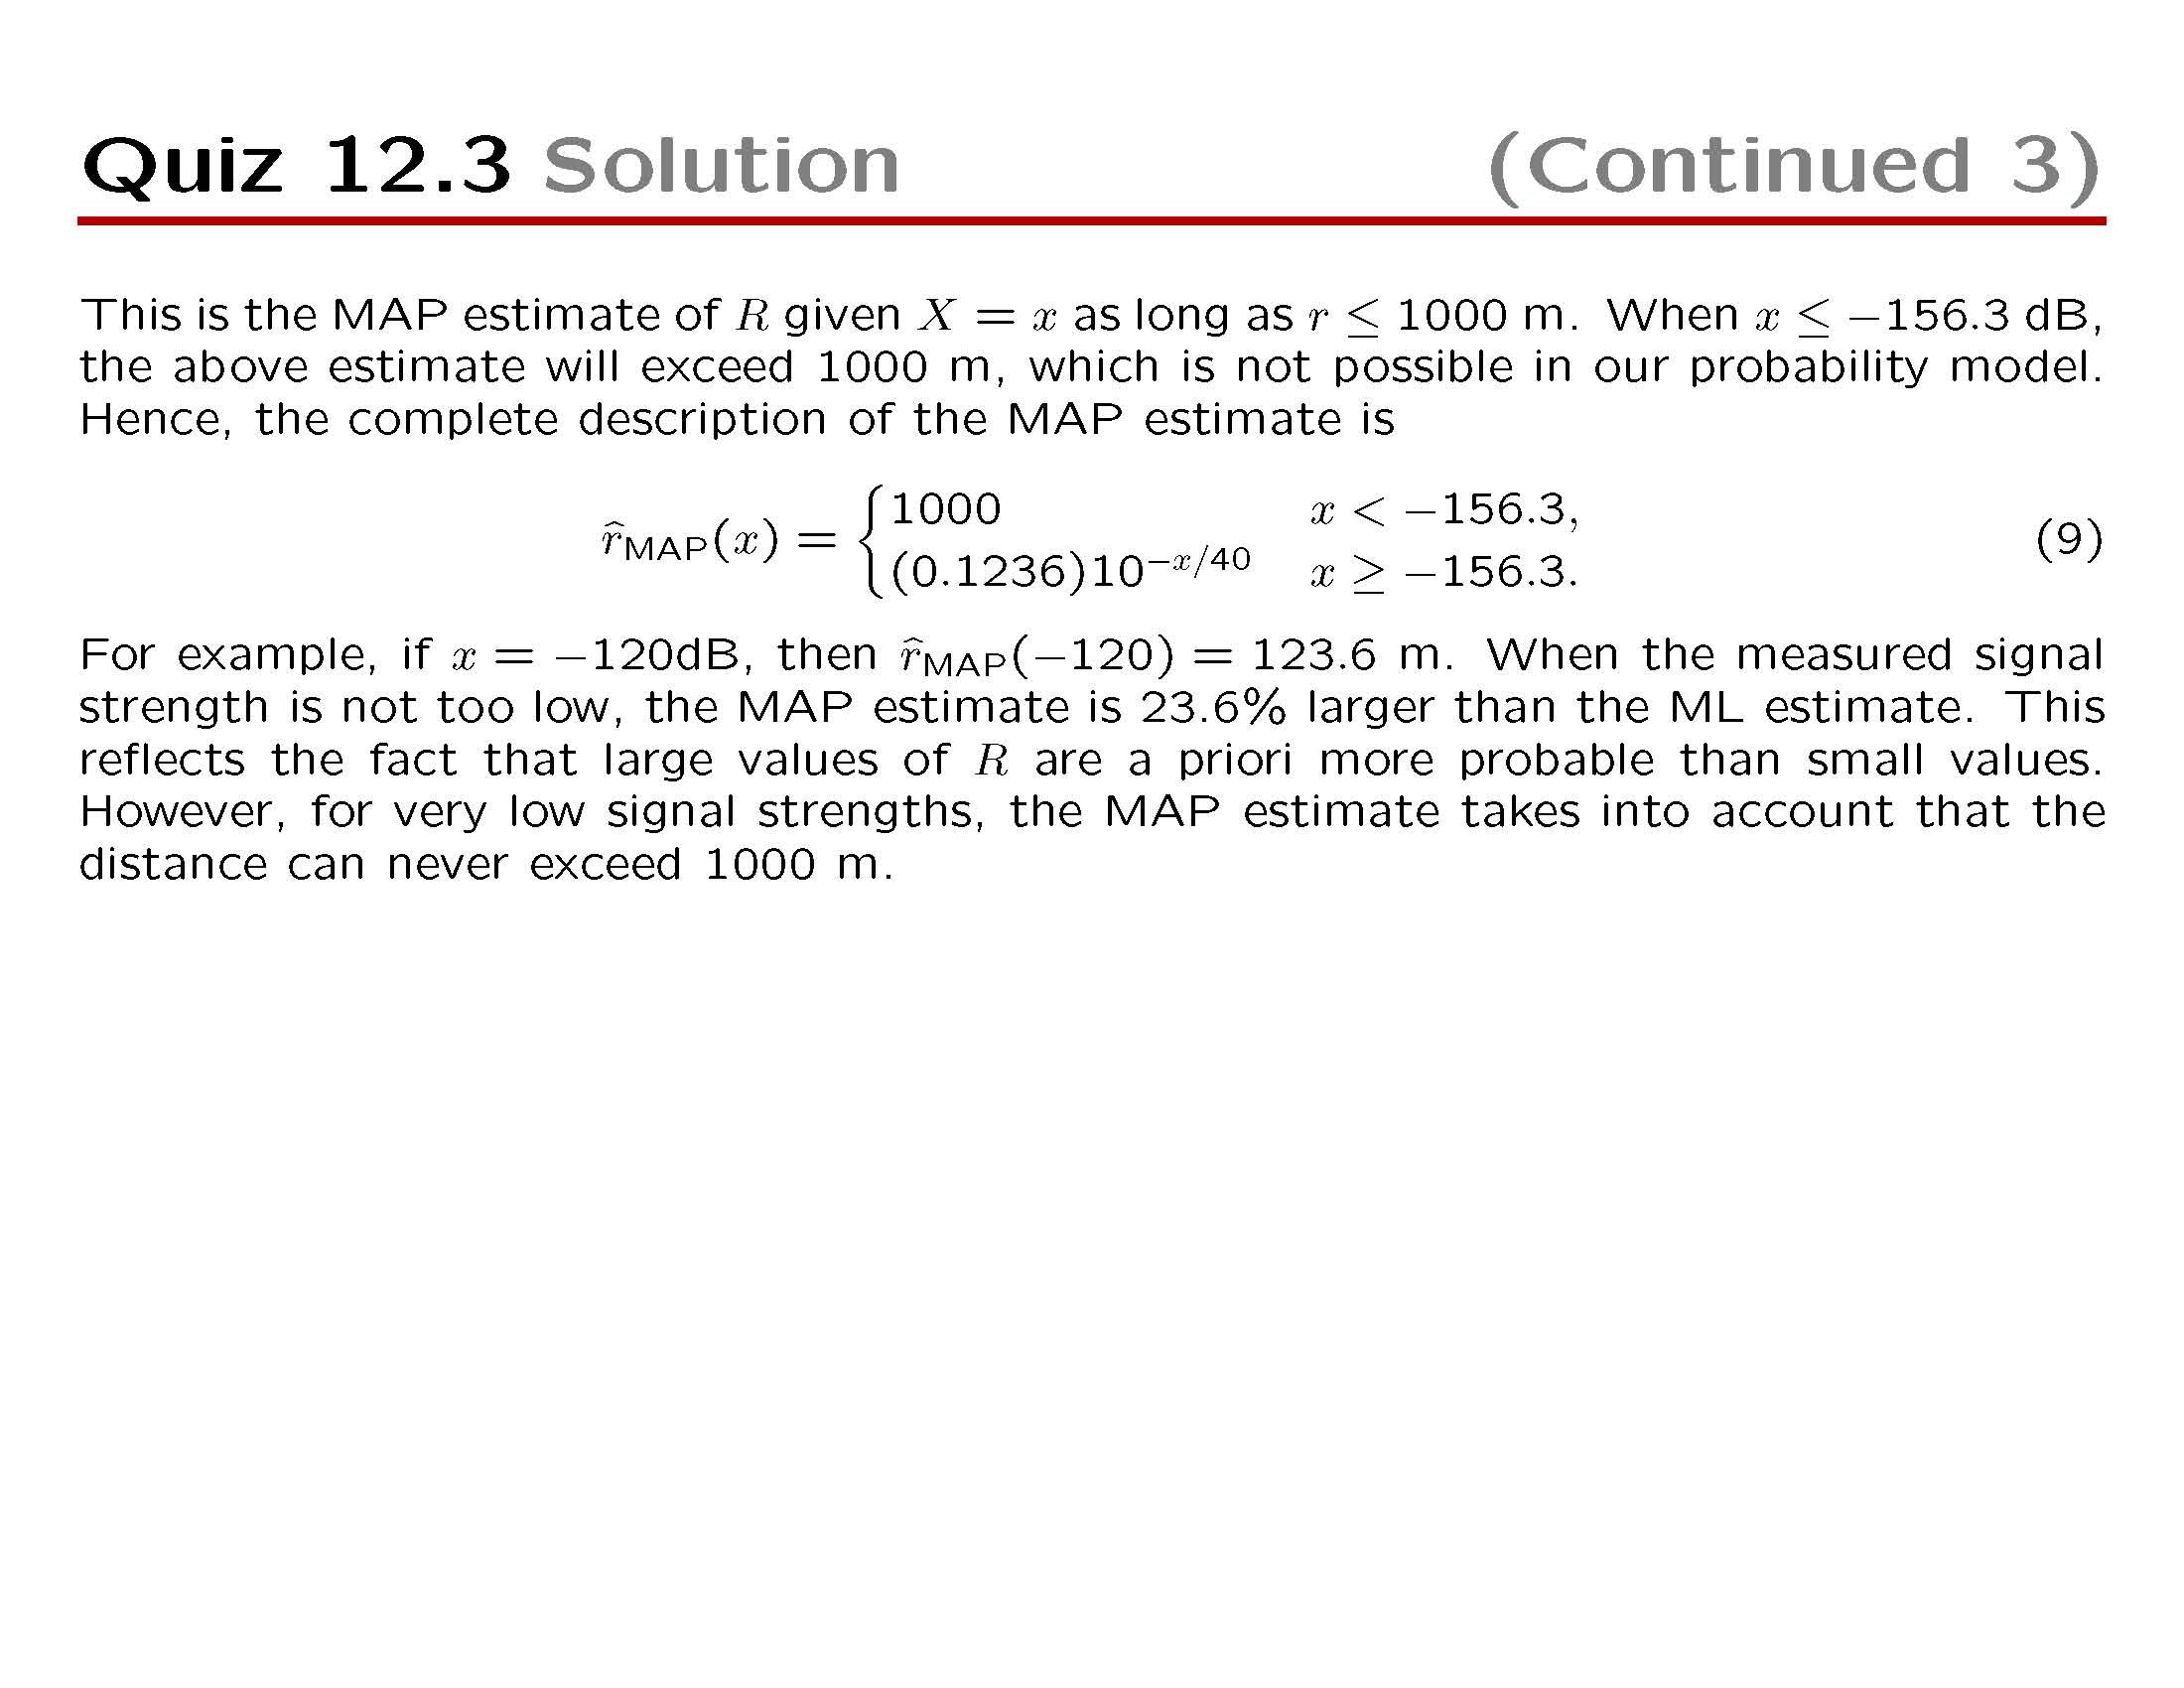 Quiz 12.3 Solution (Continued 3)
This is the MAP estimate of R given X = x as long as r ≤ 1000 m. When x ≤ −156.3 dB,
the above estimate will exceed 1000 m, which is not possible in our probability model.
Hence, the complete description of the MAP estimate is
r̂MAP(x) = { 1000 x < −156.3,
(0.1236)10^{−x/40} x ≥ −156.3. (9)
For example, if x = −120dB, then r̂MAP(−120) = 123.6 m. When the measured signal
strength is not too low, the MAP estimate is 23.6% larger than the ML estimate. This
reflects the fact that large values of R are a priori more probable than small values.
However, for very low signal strengths, the MAP estimate takes into account that the
distance can never exceed 1000 m.